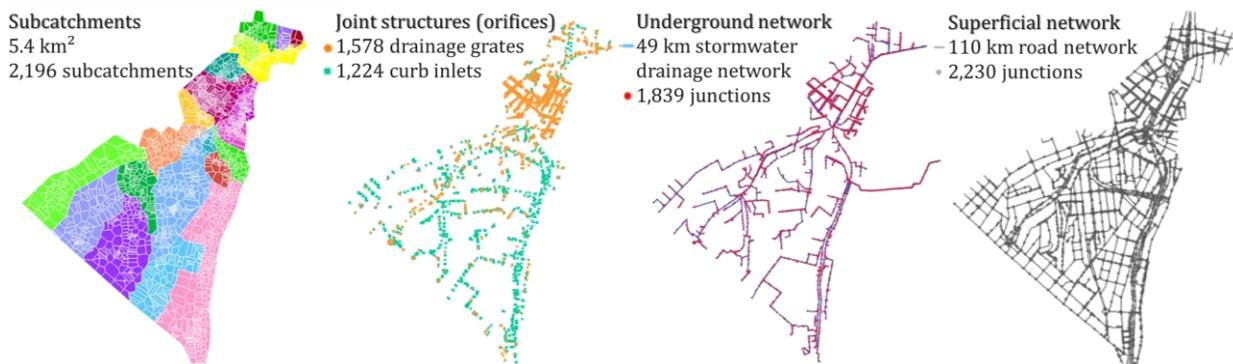 Subcatchments
5.4 km²
2,196 subcatchments
Joint structures (orifices)
1,578 drainage grates
1,224 curb inlets
Underground network
49 km stormwater
drainage network
1,839 junctions
Superficial network
110 km road network
2,230 junctions